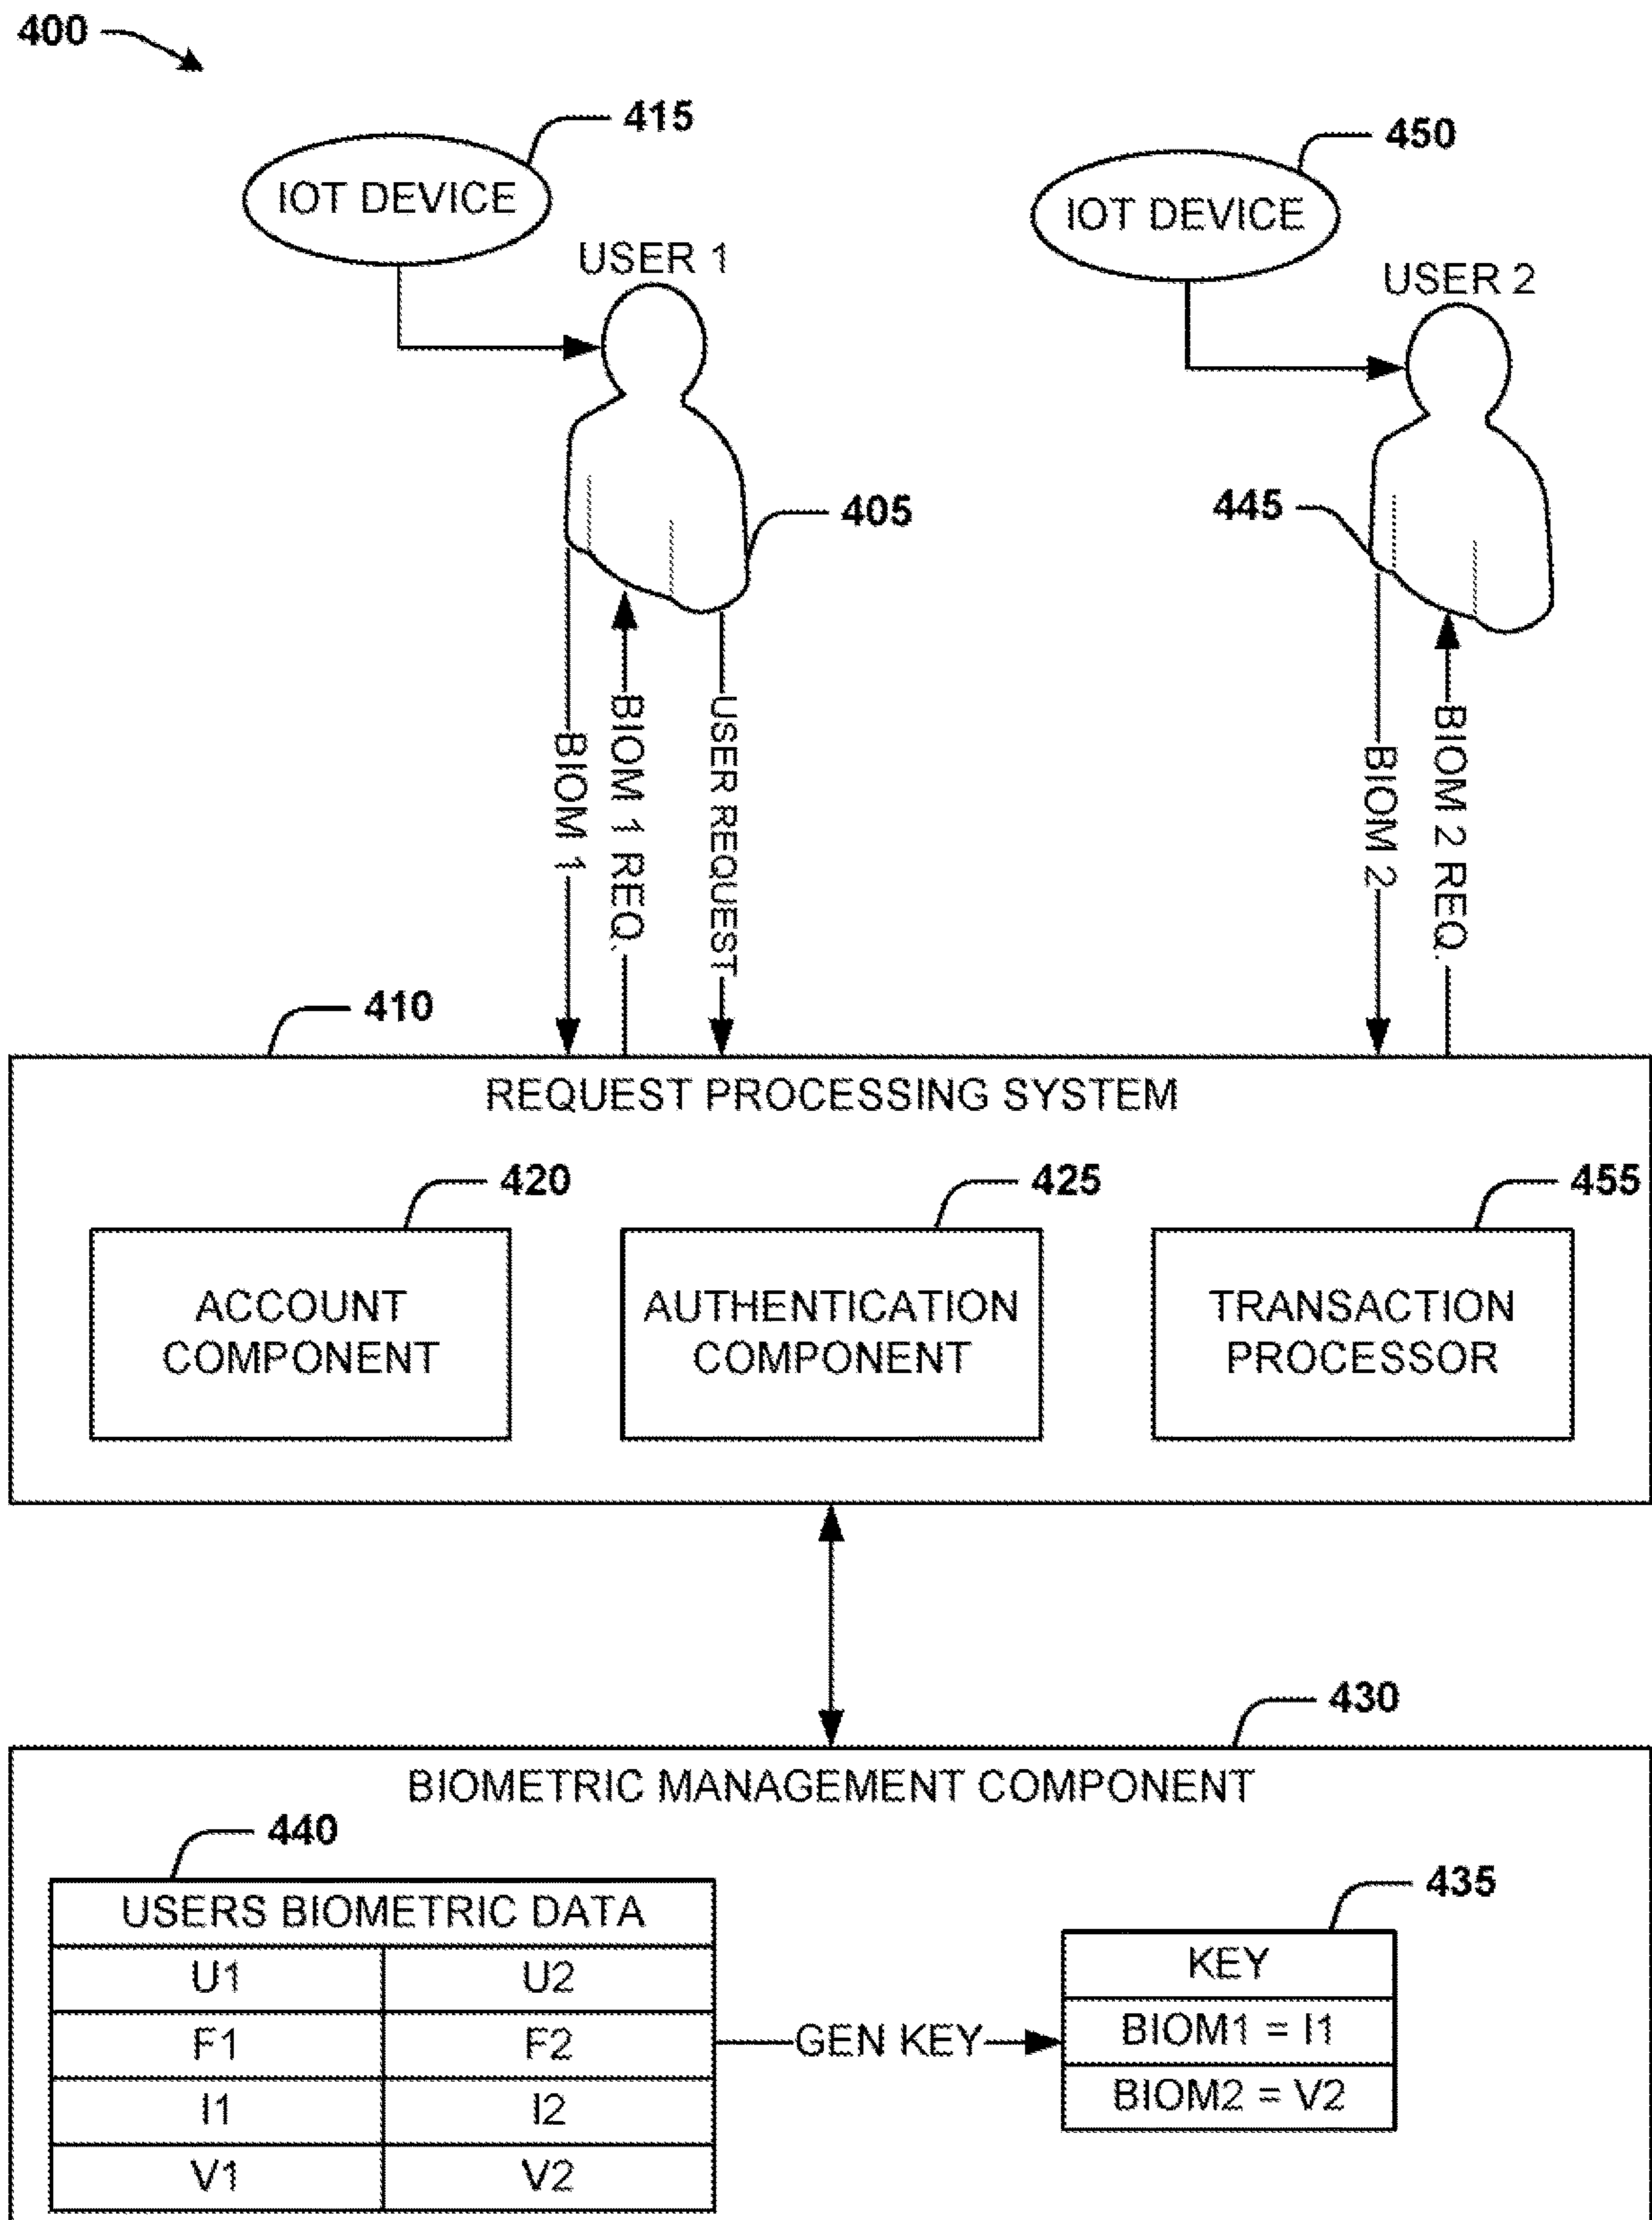 400
415
450
IOT DEVICE
IOT DEVICE
USER 1
USER 2
405
445
BIOM 1
BIOM 1 REQ.
USER REQUEST
BIOM 2
BIOM 2 REQ.
410
REQUEST PROCESSING SYSTEM
420
425
455
ACCOUNT
COMPONENT
AUTHENTICATION
COMPONENT
TRANSACTION
PROCESSOR
430
BIOMETRIC MANAGEMENT COMPONENT
440
435
USERS BIOMETRIC DATA
U1 U2
F1 F2
I1 I2
V1 V2
GEN KEY
KEY
BIOM1 = I1
BIOM2 = V2